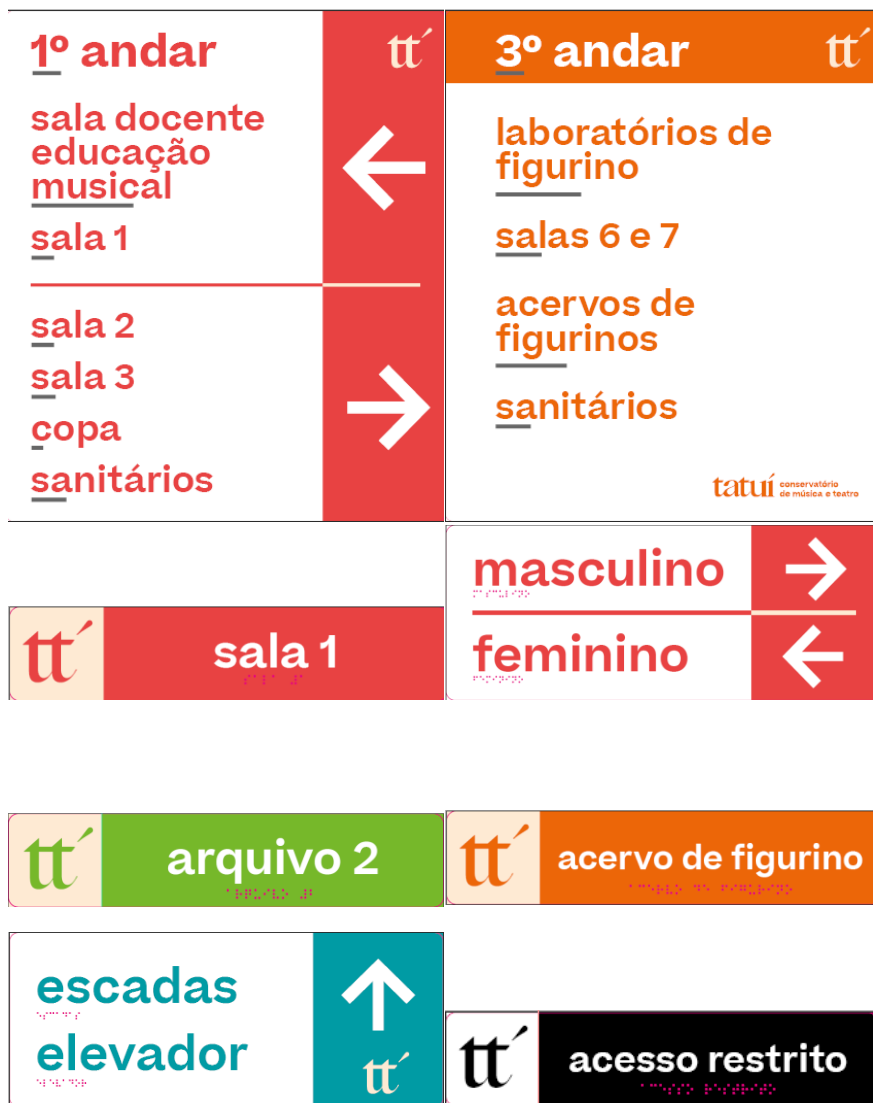 1º andar
tt´
sala docente
educação
musical
sala 1
sala 2
sala 3
copa
sanitários
3º andar
tt´
laboratórios de
figurino
salas 6 e 7
acervos de
figurinos
sanitários
tatuí conservatório
de música e teatro
tt´
sala 1
masculino
feminino
tt´
arquivo 2
tt´
acervo de figurino
escadas
elevador
tt´
tt´
acesso restrito